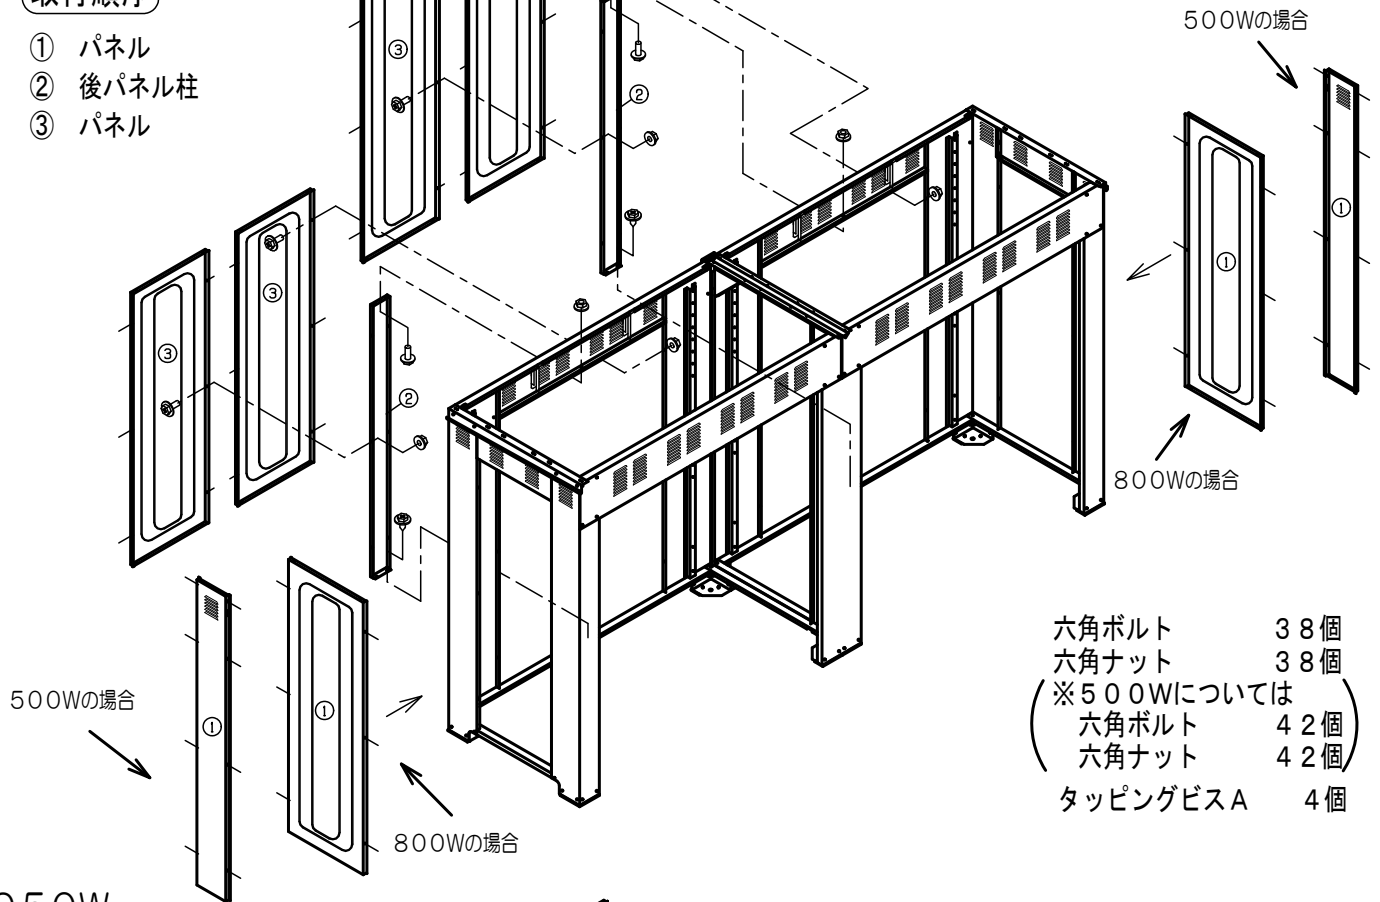 取付順序
① パネル
② 後パネル柱
③ パネル
500Wの場合
③
②
①
①
③
③
②
800Wの場合
①
①
500Wの場合
800Wの場合
六角ボルト 38個
六角ナット 38個
※500Wについては
六角ボルト 42個
六角ナット 42個
タッピングビスA 4個